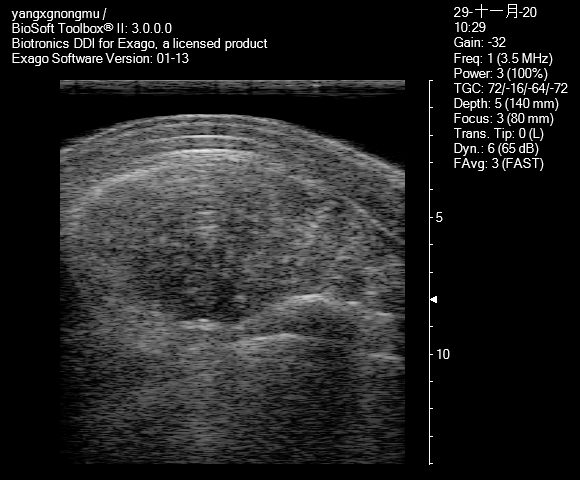 yangxgnongmu /
BioSoft Toolbox® II: 3.0.0.0
Biotronics DDI for Exago, a licensed product
Exago Software Version: 01-13
29-十一月-20
10:29
Gain: -32
Freq: 1 (3.5 MHz)
Power: 3 (100%)
TGC: 72/-16/-64/-72
Depth: 5 (140 mm)
Focus: 3 (80 mm)
Trans. Tip: 0 (L)
Dyn.: 6 (65 dB)
FAvg: 3 (FAST)
5
10